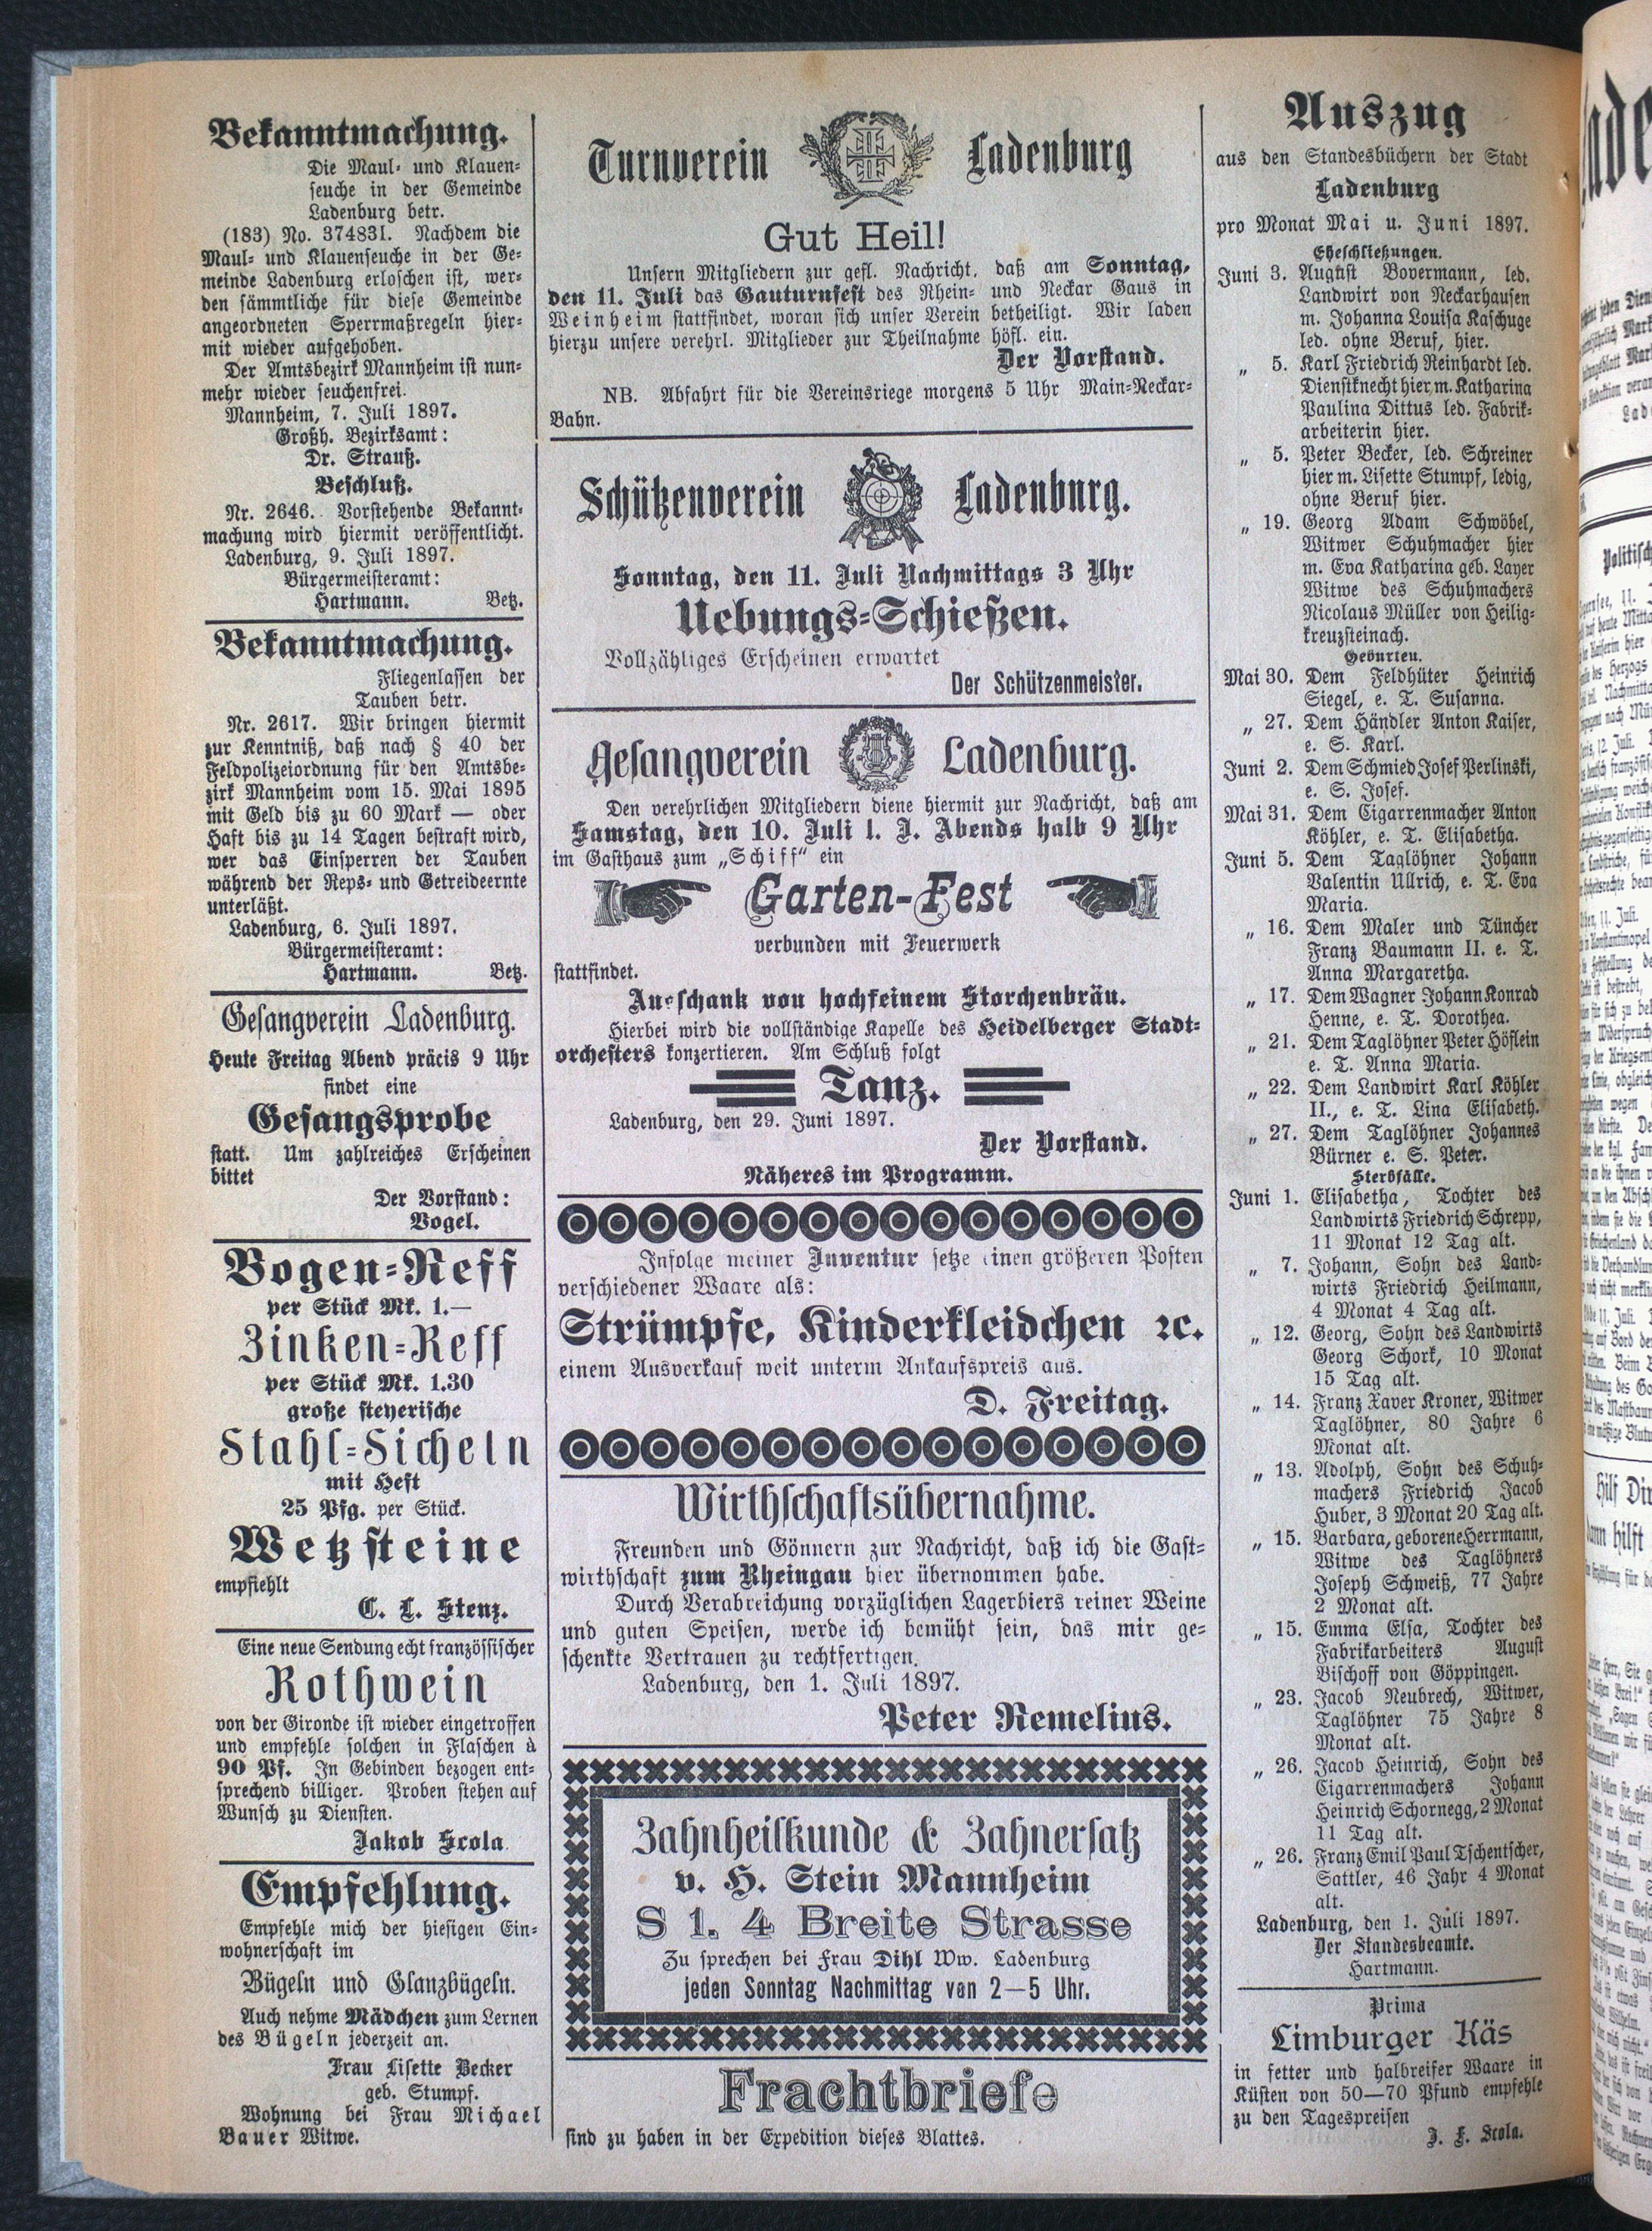 Bekanntmachung.
Die Maul- und Klauen-
seuche in der Gemeinde
Ladenburg betr.
(183) No. 37483I. Nachdem die
Maul- und Klauenseuche in der Ge-
meinde Ladenburg erloschen ist, wer-
den sämmtliche für diese Gemeinde
angeordneten Sperrmaßregeln hier-
mit wieder aufgehoben.
Der Amtsbezirk Mannheim ist nun-
mehr wieder seuchenfrei.
Mannheim, 7. Juli 1897.
Großh. Bezirksamt:
Dr. Strauß.
Beschluß.
Nr. 2646. Vorstehende Bekannt-
machung wird hiermit veröffentlicht.
Ladenburg, 9. Juli 1897.
Bürgermeisteramt:
Hartmann. Betz.
Bekanntmachung.
Fliegenlassen der
Tauben betr.
Nr. 2617. Wir bringen hiermit
zur Kenntniß, daß nach § 40 der
Feldpolizeiordnung für den Amtsbe-
zirk Mannheim vom 15. Mai 1895
mit Geld bis zu 60 Mark — oder
Haft bis zu 14 Tagen bestraft wird,
wer das Einsperren der Tauben
während der Reps- und Getreideernte
unterläßt.
Ladenburg, 6. Juli 1897.
Bürgermeisteramt:
Hartmann. Betz.
Gesangverein Ladenburg.
Heute Freitag Abend präcis 9 Uhr
findet eine
Gesangsprobe
statt. Um zahlreiches Erscheinen
bittet
Der Vorstand:
Vogel.
Bogen-Reff
per Stück Mk. 1.—
Zinken-Reff
per Stück Mk. 1.30
große steyerische
Stahl-Sicheln
mit Heft
25 Pfg. per Stück.
Wetzsteine
empfiehlt
C. L. Stenz.
Eine neue Sendung echt französsischer
Rothwein
von der Gironde ist wieder eingetroffen
und empfehle solchen in Flaschen à
90 Pf. In Gebinden bezogen ent-
sprechend billiger. Proben stehen auf
Wunsch zu Diensten.
Jakob Scola
Empfehlung.
Empfehle mich der hiesigen Ein-
wohnerschaft im
Bügeln und Glanzbügeln.
Auch nehme Mädchen zum Lernen
des Bügeln jederzeit an.
Frau Lisette Becker
geb. Stumpf.
Wohnung bei Frau Michael
Bauer Witwe.
Turnverein Ladenburg
Gut Heil!
Unsern Mitgliedern zur gefl. Nachricht, daß am Sonntag,
den 11. Juli das Gauturnfest des Rhein- und Neckar Gaus in
Weinheim stattfindet, woran sich unser Verein betheiligt. Wir laden
hierzu unsere verehrl. Mitglieder zur Theilnahme höfl. ein.
Der Vorstand.
NB. Abfahrt für die Vereinsriege morgens 5 Uhr Main-Neckar-
Bahn.
Schützenverein Ladenburg.
Sonntag, den 11. Juli Nachmittags 3 Uhr
Uebungs-Schießen.
Vollzähliges Erscheinen erwartet
Der Schützenmeister.
Gesangverein Ladenburg.
Den verehrlichen Mitgliedern diene hiermit zur Nachricht, daß am
Samstag, den 10. Juli l. J. Abends halb 9 Uhr
im Gasthaus zum „Schiff“ ein
Garten-Fest
verbunden mit Feuerwerk
stattfindet.
Ausschank von hochfeinem Storchenbräu.
Hierbei wird die vollständige Kapelle des Heidelberger Stadt-
orchesters konzertieren. Am Schluß folgt
Tanz.
Ladenburg, den 29. Juni 1897.
Der Vorstand.
Näheres im Programm.
Infolge meiner Inventur setze einen größeren Posten
verschiedener Waare als:
Strümpfe, Kinderkleidchen ꝛc.
einem Ausverkauf weit unterm Ankaufspreis aus.
D. Freitag.
Wirthschaftsübernahme.
Freunden und Gönnern zur Nachricht, daß ich die Gast-
wirthschaft zum Rheingau hier übernommen habe.
Durch Verabreichung vorzüglichen Lagerbiers reiner Weine
und guten Speisen, werde ich bemüht sein, das mir ge-
schenkte Vertrauen zu rechtfertigen.
Ladenburg, den 1. Juli 1897.
Peter Remelius.
Zahnheilkunde & Zahnersatz
v. H. Stein Mannheim
S 1. 4 Breite Strasse
Zu sprechen bei Frau Dihl Ww. Ladenburg
jeden Sonntag Nachmittag von 2—5 Uhr.
Frachtbriefe
sind zu haben in der Expedition dieses Blattes.
Auszug
aus den Standesbüchern der Stadt
Ladenburg
pro Monat Mai u. Juni 1897.
Eheschließungen.
Juni 3. August Bovermann, led.
Landwirt von Neckarhausen
m. Johanna Louisa Kaschuge
led. ohne Beruf, hier.
„ 5. Karl Friedrich Reinhardt led.
Dienstknecht hier, m. Katharina
Paulina Dittus led. Fabrik-
arbeiterin hier.
„ 5. Peter Becker, led. Schreiner
hier m. Lisette Stumpf, ledig,
ohne Beruf hier.
„ 19. Georg Adam Schwöbel,
Witwer Schuhmacher hier
m. Eva Katharina geb. Layer
Witwe des Schuhmachers
Nicolaus Müller von Heilig-
kreuzsteinach.
Geburten.
Mai 30. Dem Feldhüter Heinrich
Siegel, e. T. Susanna.
„ 27. Dem Händler Anton Kaiser,
e. S. Karl.
Juni 2. Dem Schmied Josef Perlinski,
e. S. Josef.
Mai 31. Dem Cigarrenmacher Anton
Köhler, e. T. Elisabetha.
Juni 5. Dem Taglöhner Johann
Valentin Ullrich, e. T. Eva
Maria.
„ 16. Dem Maler und Tüncher
Franz Baumann II. e. T.
Anna Margaretha.
„ 17. Dem Wagner Johann Konrad
Henne, e. T. Dorothea.
„ 21. Dem Taglöhner Peter Höflein
e. T. Anna Maria.
„ 22. Dem Landwirt Karl Köhler
II., e. T. Lina Elisabeth.
„ 27. Dem Taglöhner Johannes
Bürner e. S. Peter.
Sterbfälle.
Juni 1. Elisabetha, Tochter des
Landwirts Friedrich Schrepp,
11 Monat 12 Tag alt.
„ 7. Johann, Sohn des Land-
wirts Friedrich Heilmann,
4 Monat 4 Tag alt.
„ 12. Georg, Sohn des Landwirts
Georg Schork, 10 Monat
15 Tag alt.
„ 14. Franz Xaver Kroner, Witwer
Taglöhner, 80 Jahre 6
Monat alt.
„ 13. Adolph, Sohn des Schuh-
machers Friedrich Jacob
Huber, 3 Monat 20 Tag alt.
„ 15. Barbara, geborene Herrmann,
Witwe des Taglöhners
Joseph Schweiß, 77 Jahre
2 Monat alt.
„ 15. Emma Elsa, Tochter des
Fabrikarbeiters August
Bischoff von Göppingen.
„ 23. Jacob Neubrech, Witwer,
Taglöhner 75 Jahre 8
Monat alt.
„ 26. Jacob Heinrich, Sohn des
Cigarrenmachers Johann
Heinrich Schornegg, 2 Monat
11 Tag alt.
„ 26. Franz Emil Paul Tschentscher,
Sattler, 46 Jahr 4 Monat
alt.
Ladenburg, den 1. Juli 1897.
Der Standesbeamte.
Hartmann.
Prima
Limburger Käs
in fetter und halbreifer Waare in
Küsten von 50—70 Pfund empfehle
zu den Tagespreisen
J. F. Scola.